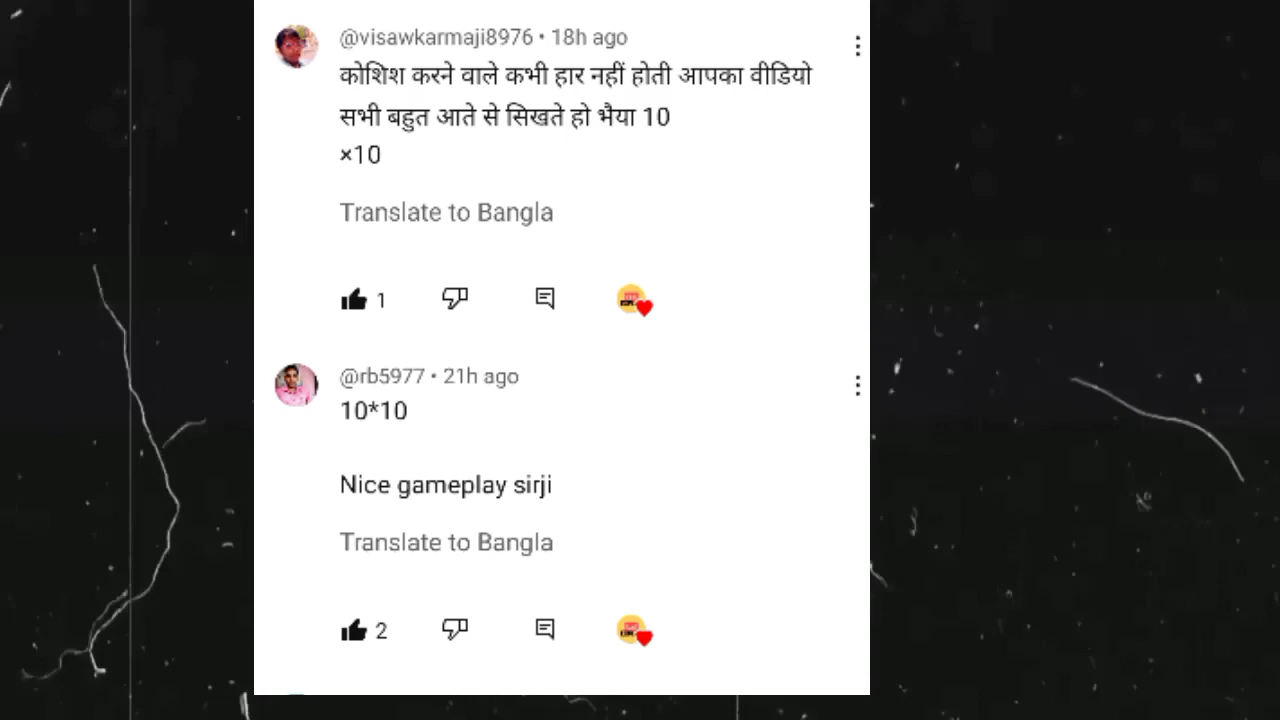 @visawkarmaji8976 • 18h ago
कोशिश करने वाले कभी हार नहीं होती आपका वीडियो
सभी बहुत आते से सिखते हो भैया 10
×10
Translate to Bangla
1
@rb5977 • 21h ago
10*10
Nice gameplay sirji
Translate to Bangla
2